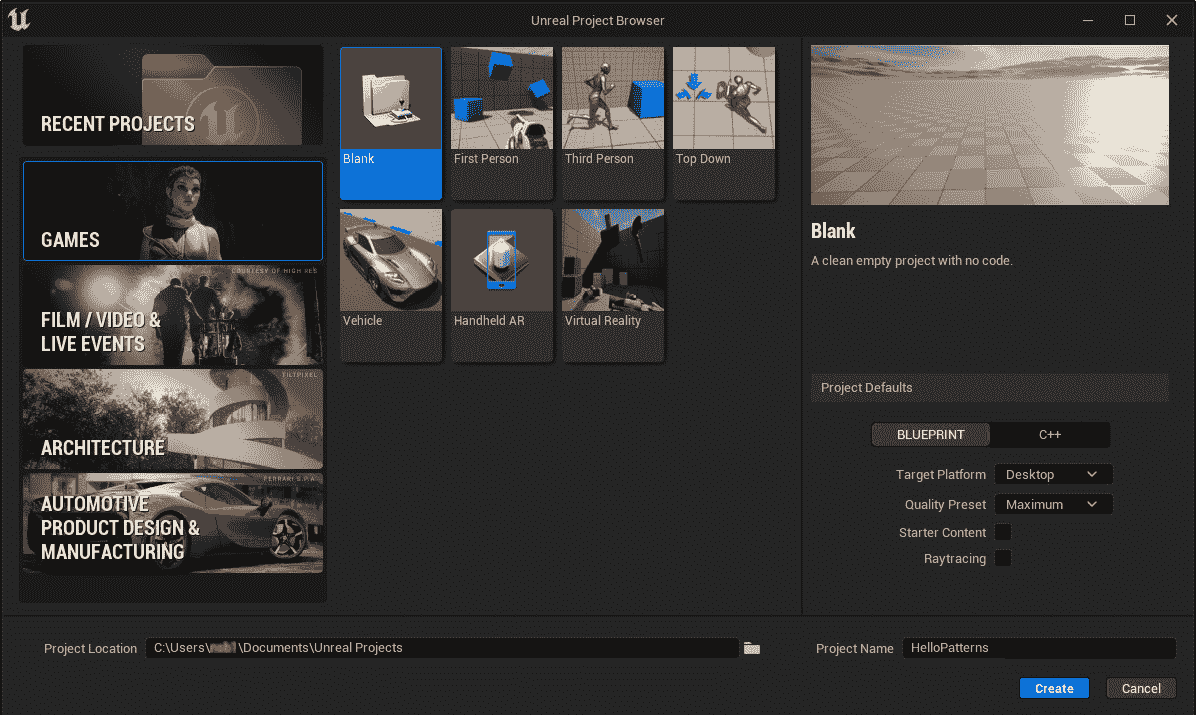 Unreal Project Browser
RECENT PROJECTS
GAMES
COURTESY OF HIGH RES
FILM / VIDEO &
LIVE EVENTS
TILTPIXEL
ARCHITECTURE
FERRARI S.P.A.
AUTOMOTIVE
PRODUCT DESIGN &
MANUFACTURING
Blank
First Person
Third Person
Top Down
Vehicle
Handheld AR
Virtual Reality
Blank
A clean empty project with no code.
Project Defaults
BLUEPRINT C++
Target Platform Desktop
Quality Preset Maximum
Starter Content
Raytracing
Project Location C:\Users\ \Documents\Unreal Projects
Project Name HelloPatterns
Create Cancel